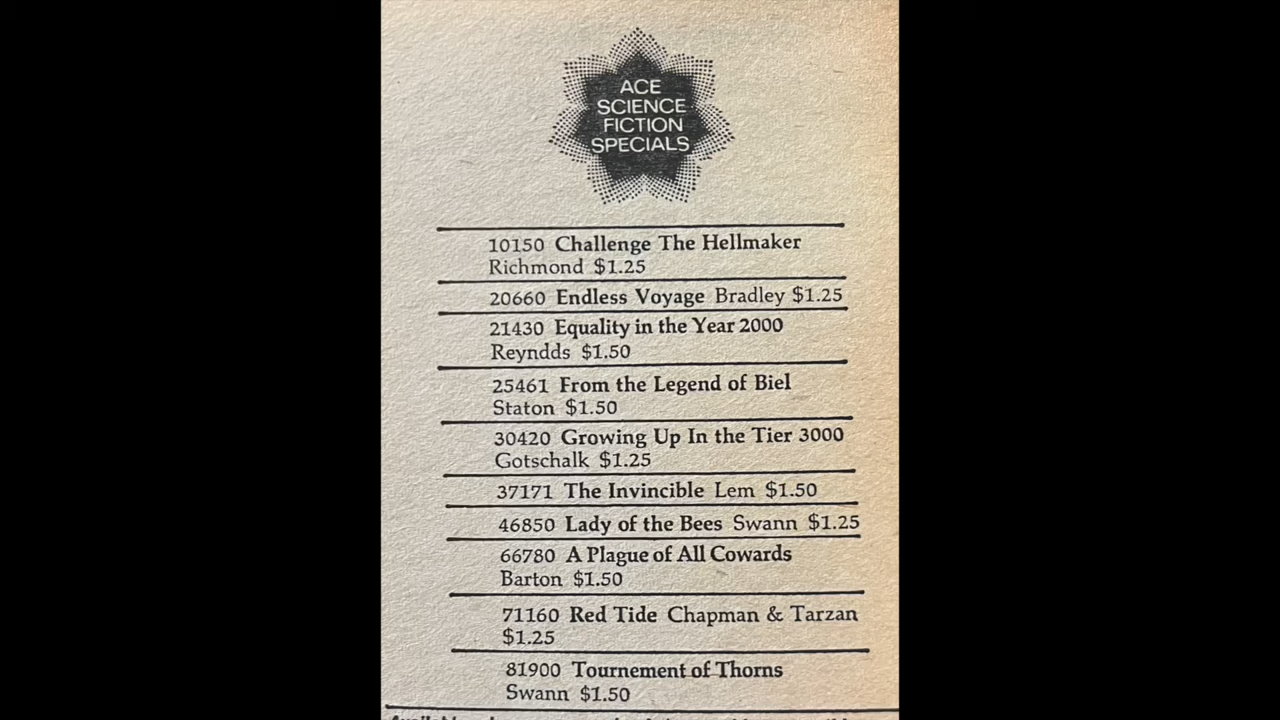 ACE
SCIENCE
FICTION
SPECIALS
10150 Challenge The Hellmaker
Richmond $1.25
20660 Endless Voyage Bradley $1.25
21430 Equality in the Year 2000
Reyndds $1.50
25461 From the Legend of Biel
Staton $1.50
30420 Growing Up In the Tier 3000
Gotschalk $1.25
37171 The Invincible Lem $1.50
46850 Lady of the Bees Swann $1.25
66780 A Plague of All Cowards
Barton $1.50
71160 Red Tide Chapman & Tarzan
$1.25
81900 Tournement of Thorns
Swann $1.50